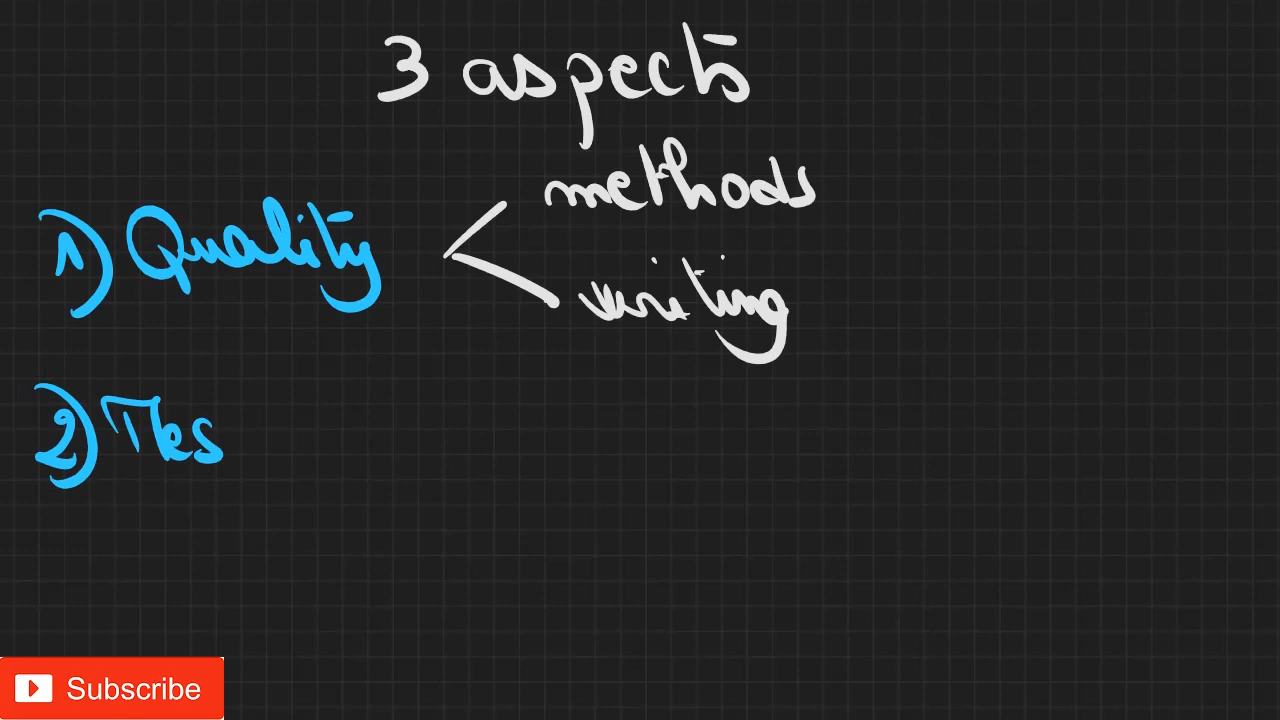 3 aspects
methods
1) Quality
writing
2) Tks
Subscribe